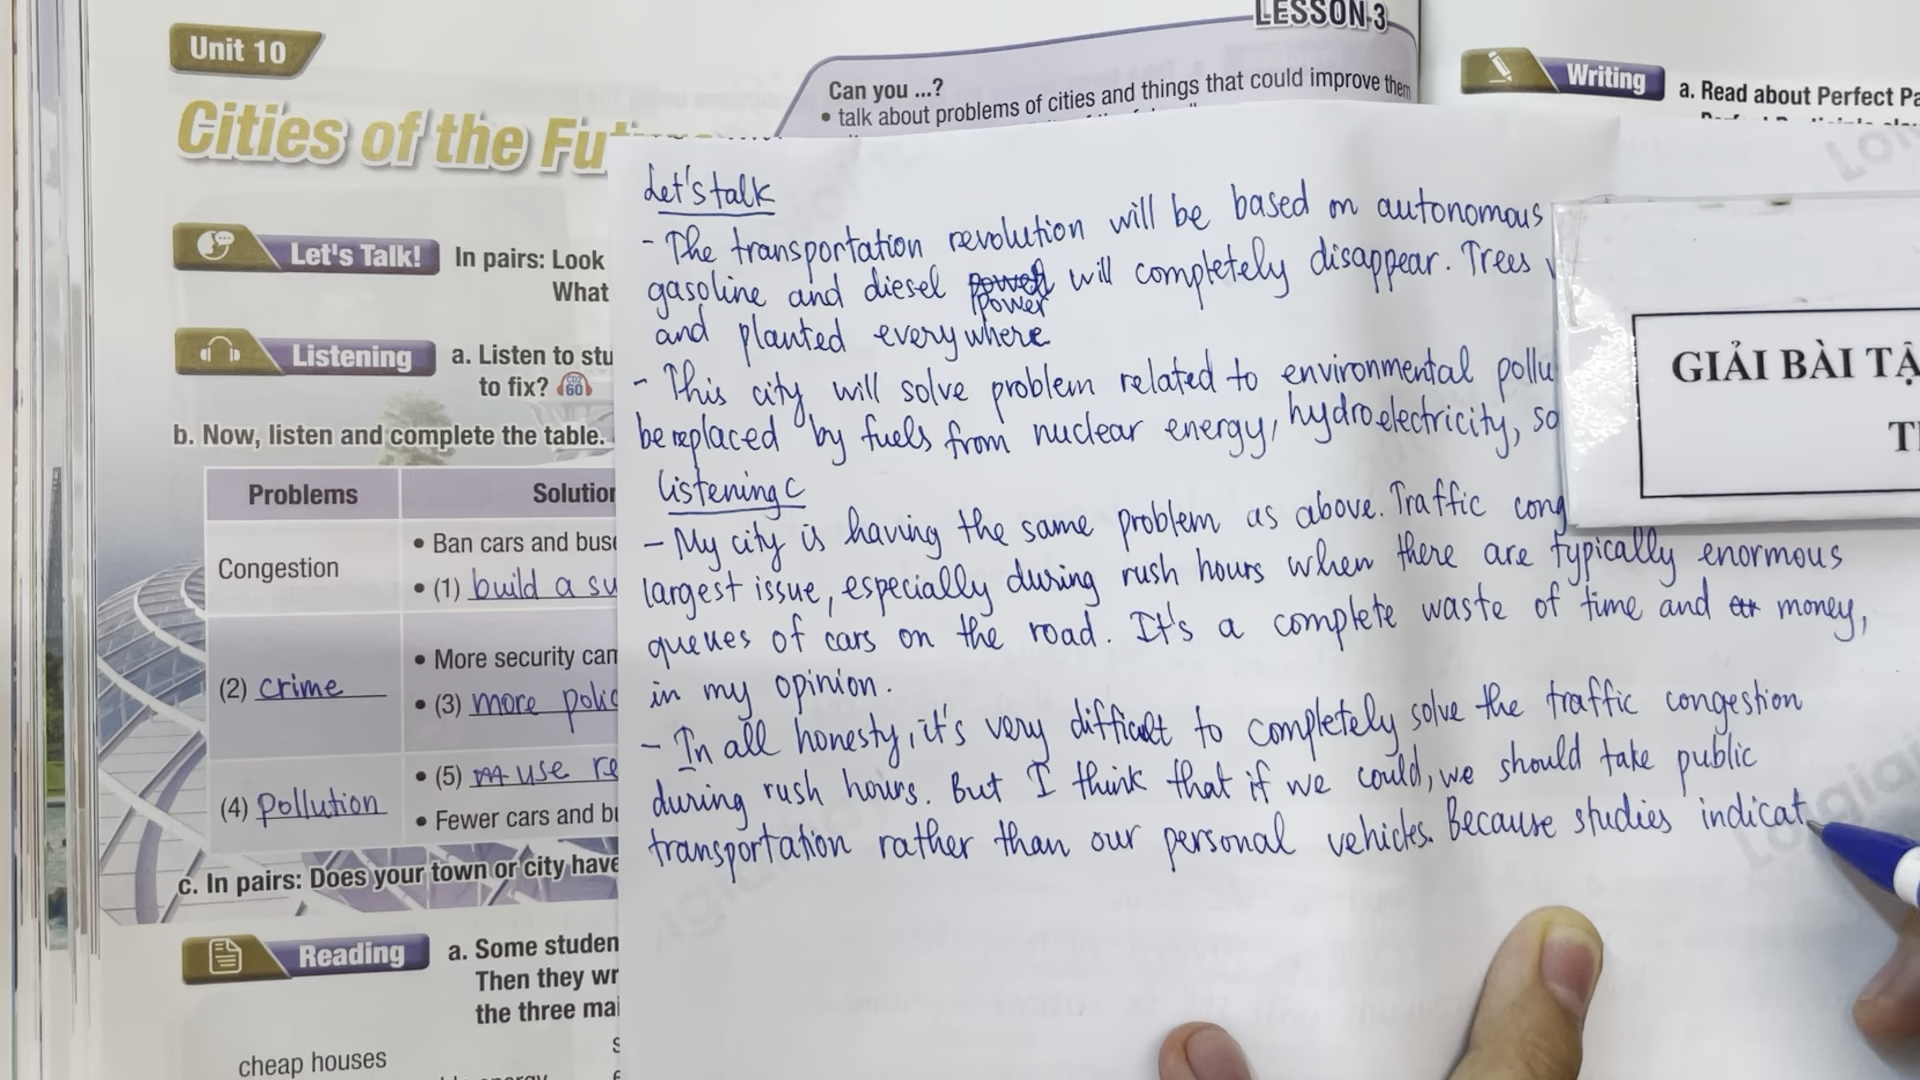 Unit 10
LESSON 3
Cities of the Fu
Can you ...?
• talk about problems of cities and things that could improve them
Let's Talk!
In pairs: Look
What
Listening
a. Listen to stu
to fix?
CD2
60
b. Now, listen and complete the table.
Problems
Solution
Congestion
• Ban cars and buse
• (1) build a su
(2) crime
• More security cam
• (3) more polic
(4) pollution
• (5) use re
• Fewer cars and bu
c. In pairs: Does your town or city have
Reading
a. Some studen
Then they wr
the three mai
cheap houses
energy
Let's talk
- The transportation revolution will be based on autonomous
gasoline and diesel power will completely disappear. Trees
and planted everywhere
- This city will solve problem related to environmental pollu
be replaced by fuels from nuclear energy, hydroelectricity, so
Listening c
- My city is having the same problem as above. Traffic cong
largest issue, especially during rush hours when there are typically enormous
queues of cars on the road. It's a complete waste of time and money,
in my opinion.
- In all honesty, it's very difficult to completely solve the traffic congestion
during rush hours. But I think that if we could, we should take public
transportation rather than our personal vehicles. Because studies indicat
Writing
a. Read about Perfect Pa
GIẢI BÀI TẬ
T